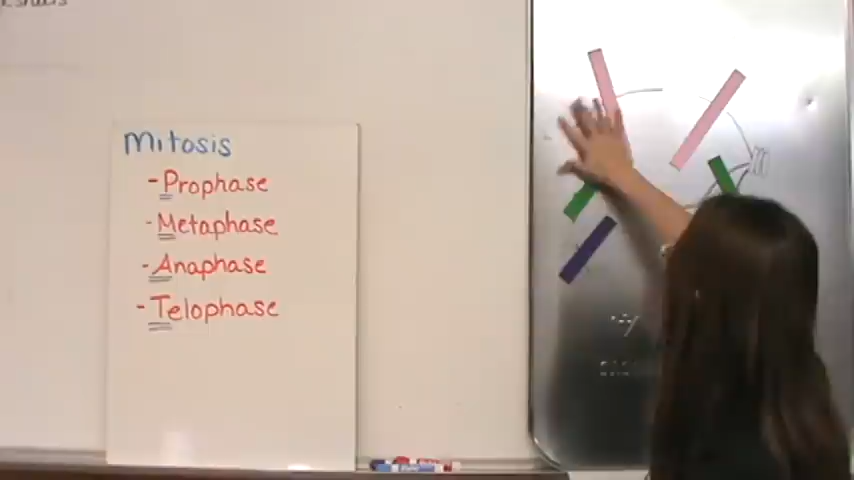 Mitosis
- Prophase
- Metaphase
- Anaphase
- Telophase